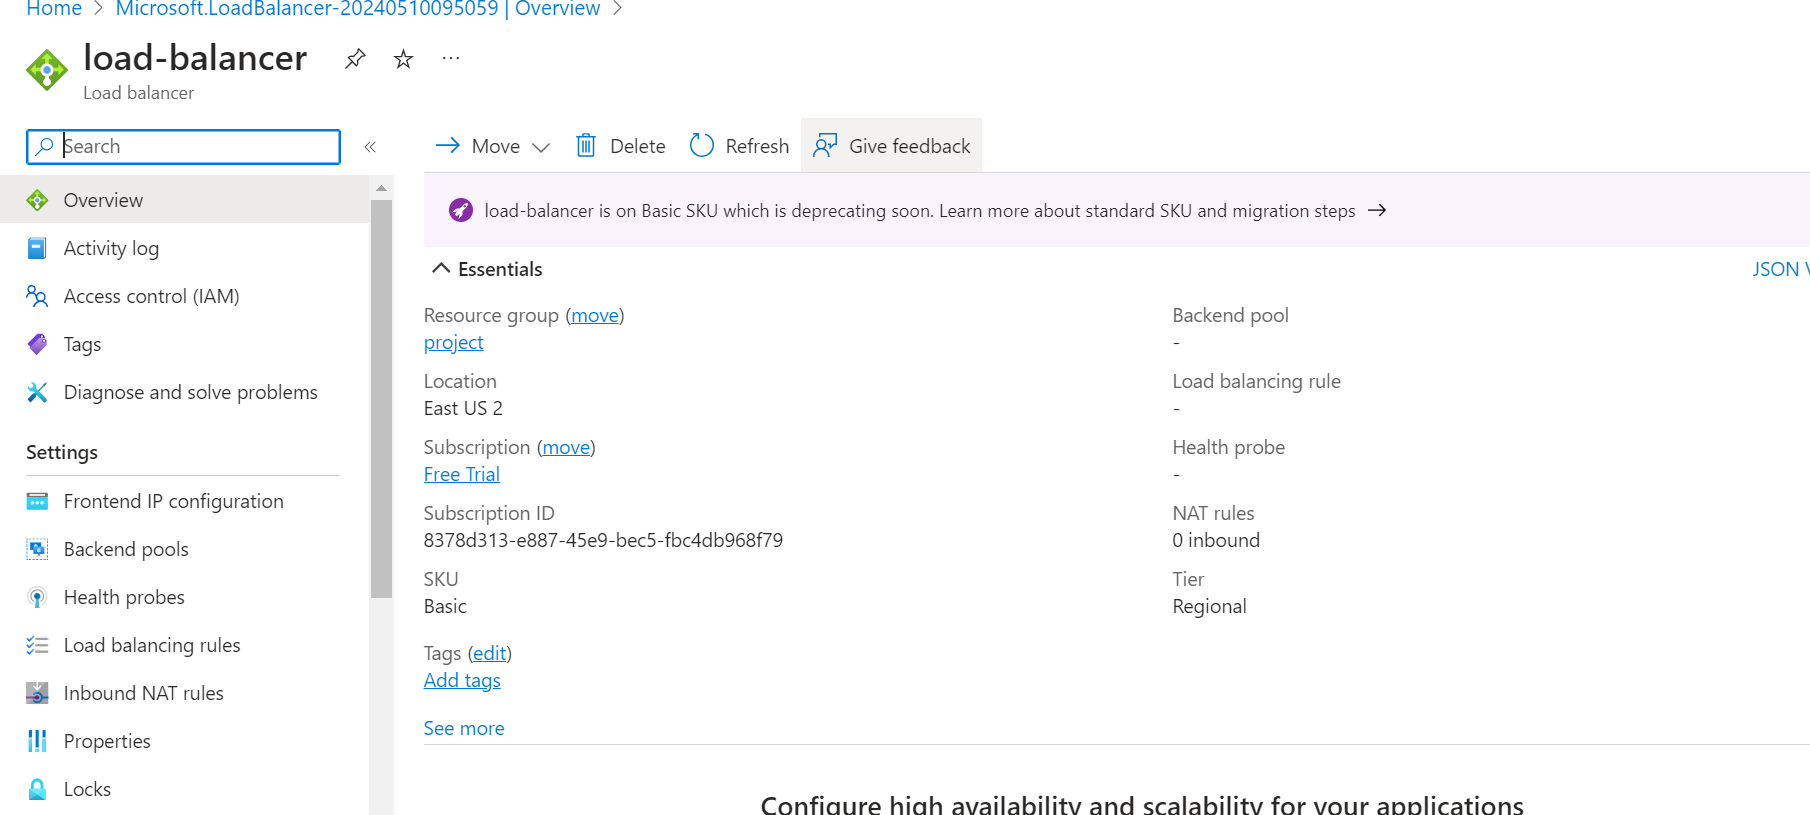 Home > Microsoft.LoadBalancer-20240510095059 | Overview >
load-balancer ...
Load balancer
Search
«
Overview
Activity log
Access control (IAM)
Tags
Diagnose and solve problems
Settings
Frontend IP configuration
Backend pools
Health probes
Load balancing rules
Inbound NAT rules
Properties
Locks
Move
Delete
Refresh
Give feedback
load-balancer is on Basic SKU which is deprecating soon. Learn more about standard SKU and migration steps →
Essentials
JSON V
Resource group (move)
project
Location
East US 2
Subscription (move)
Free Trial
Subscription ID
8378d313-e887-45e9-bec5-fbc4db968f79
SKU
Basic
Backend pool
-
Load balancing rule
-
Health probe
-
NAT rules
0 inbound
Tier
Regional
Tags (edit)
Add tags
See more
Configure high availability and scalability for your applications